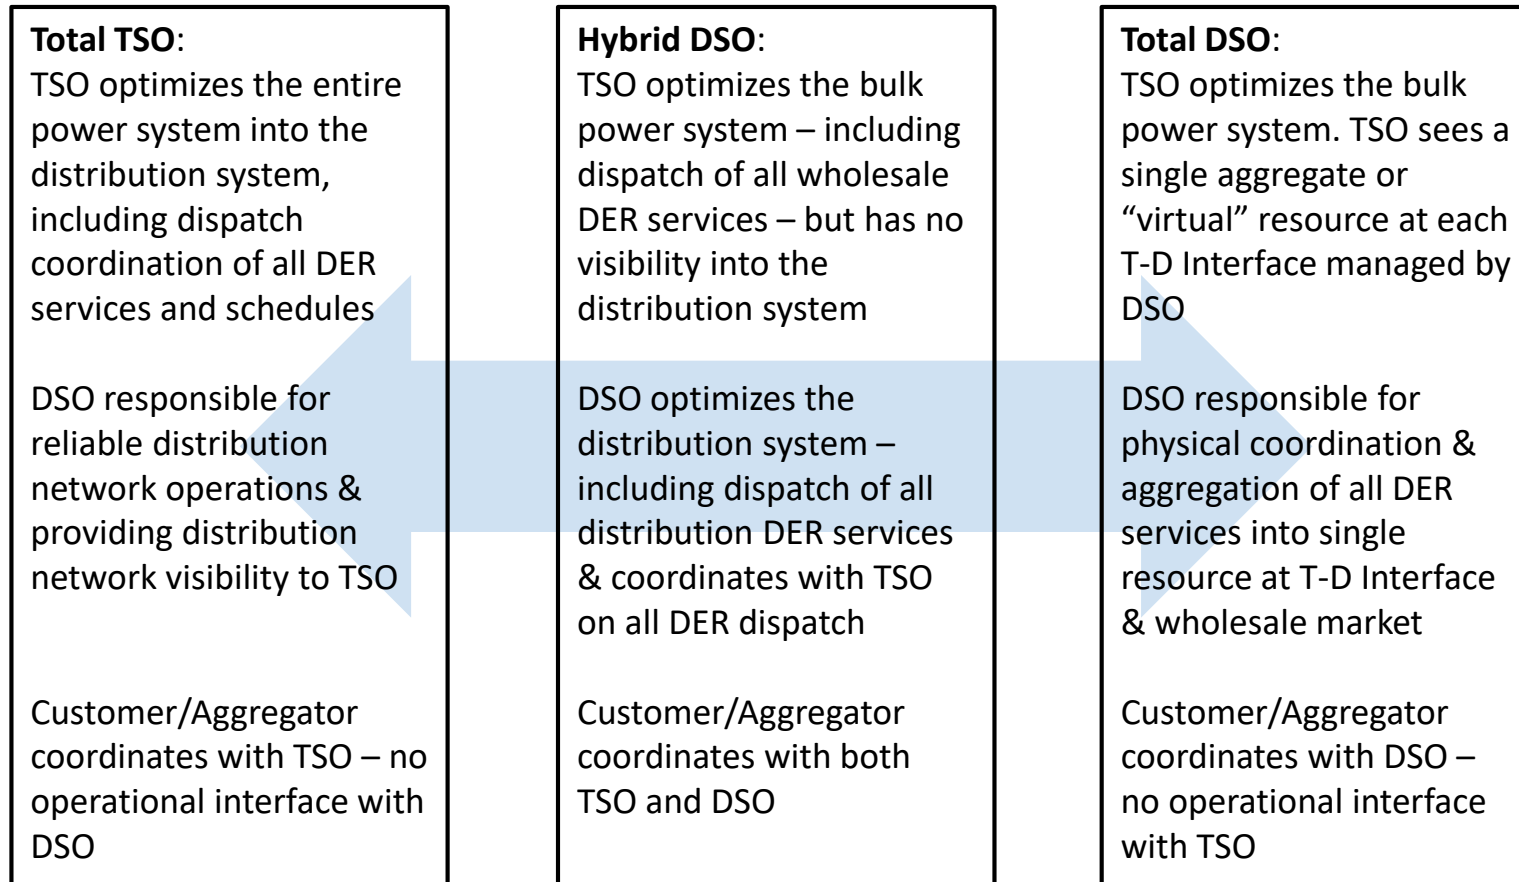 Total TSO:
TSO optimizes the entire
power system into the
distribution system,
including dispatch
coordination of all DER
services and schedules
DSO responsible for
reliable distribution
network operations &
providing distribution
network visibility to TSO
Customer/Aggregator
coordinates with TSO – no
operational interface with
DSO
Hybrid DSO:
TSO optimizes the bulk
power system – including
dispatch of all wholesale
DER services – but has no
visibility into the
distribution system
DSO optimizes the
distribution system –
including dispatch of all
distribution DER services
& coordinates with TSO
on all DER dispatch
Customer/Aggregator
coordinates with both
TSO and DSO
Total DSO:
TSO optimizes the bulk
power system. TSO sees a
single aggregate or
“virtual” resource at each
T-D Interface managed by
DSO
DSO responsible for
physical coordination &
aggregation of all DER
services into single
resource at T-D Interface
& wholesale market
Customer/Aggregator
coordinates with DSO –
no operational interface
with TSO